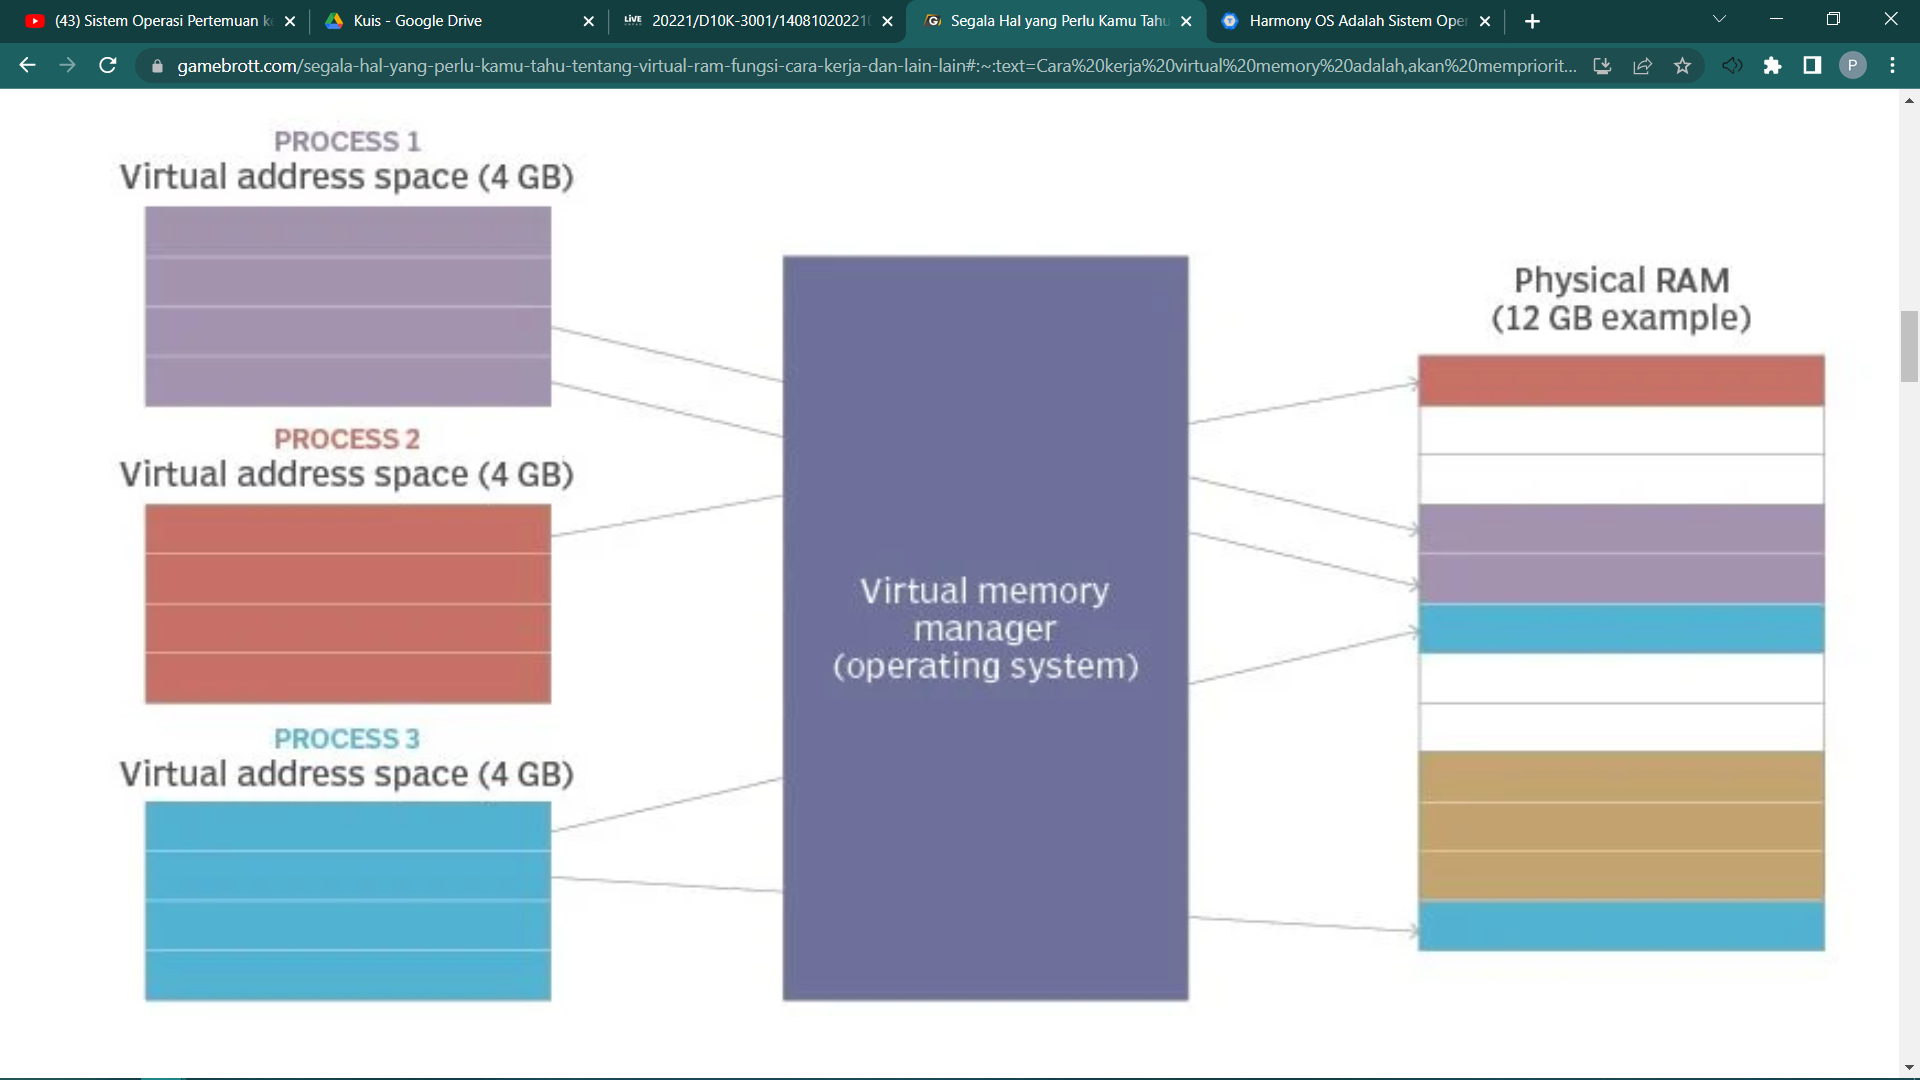 (43) Sistem Operasi Pertemuan k
Kuis - Google Drive
LIVE
20221/D10K-3001/14081020221
Segala Hal yang Perlu Kamu Tahu
Harmony OS Adalah Sistem Oper
gamebrott.com/segala-hal-yang-perlu-kamu-tahu-tentang-virtual-ram-fungsi-cara-kerja-dan-lain-lain#:~:text=Cara%20kerja%20virtual%20memory%20adalah,akan%20mempriorit...
P
PROCESS 1
Virtual address space (4 GB)
PROCESS 2
Virtual address space (4 GB)
PROCESS 3
Virtual address space (4 GB)
Virtual memory
manager
(operating system)
Physical RAM
(12 GB example)